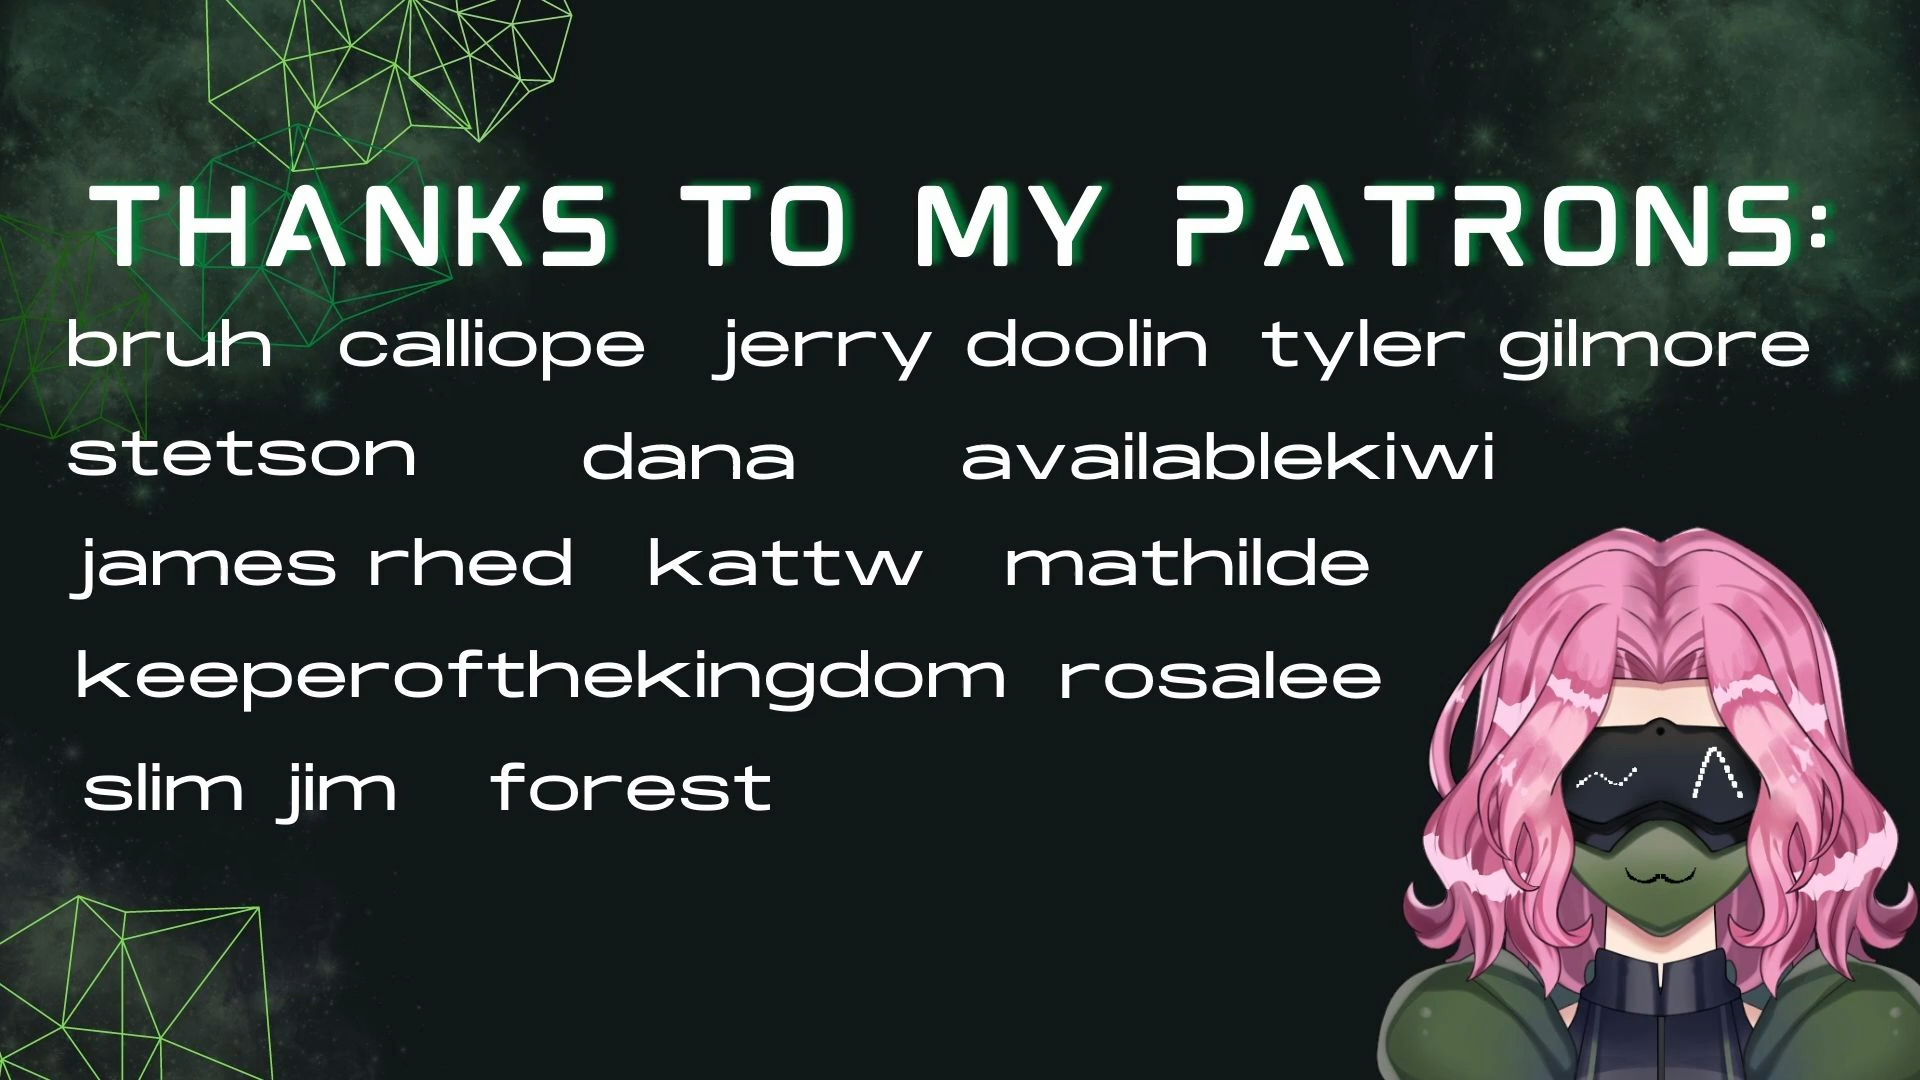 THANKS TO MY PATRONS:
bruh calliope jerry doolin tyler gilmore
stetson dana availablekiwi
james rhed kattw mathilde
keeperofthekingdom rosalee
slim jim forest